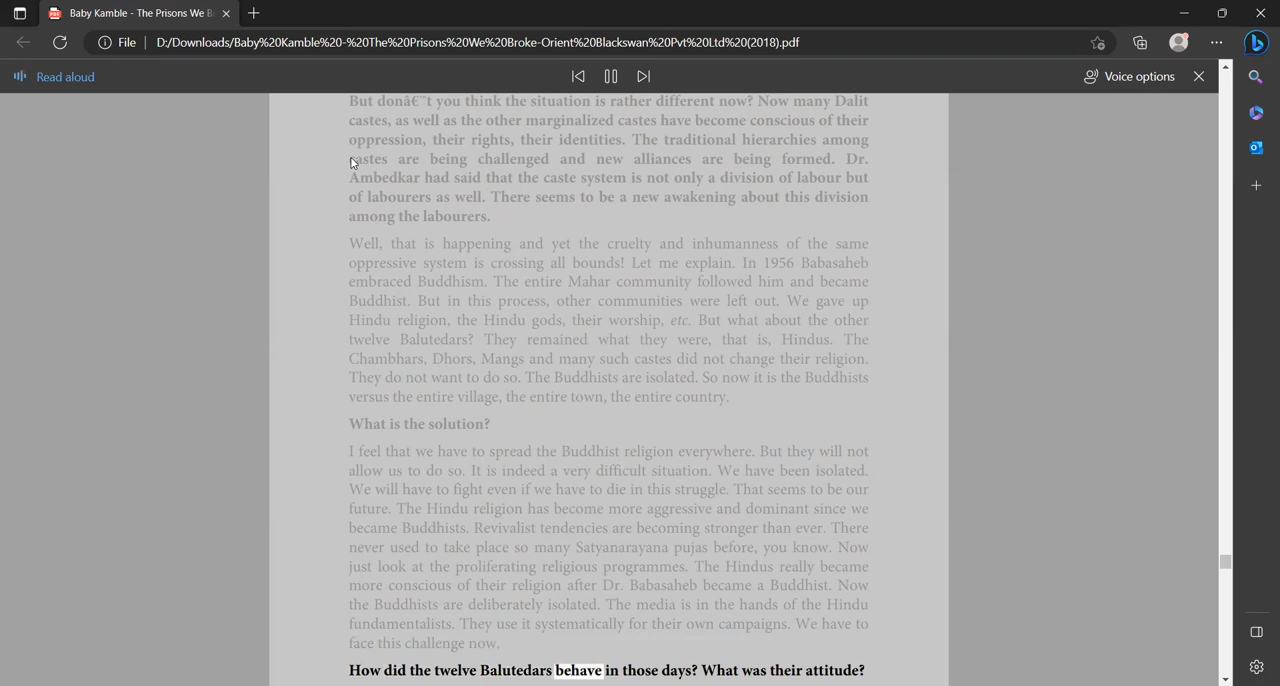 Baby Kamble - The Prisons We B
File
D:/Downloads/Baby%20Kamble%20-%20The%20Prisons%20We%20Broke-Orient%20Blackswan%20Pvt%20Ltd%20(2018).pdf
Read aloud
Voice options
But donâ€™t you think the situation is rather different now? Now many Dalit
castes, as well as the other marginalized castes have become conscious of their
oppression, their rights, their identities. The traditional hierarchies among
castes are being challenged and new alliances are being formed. Dr.
Ambedkar had said that the caste system is not only a division of labour but
of labourers as well. There seems to be a new awakening about this division
among the labourers.
Well, that is happening and yet the cruelty and inhumanness of the same
oppressive system is crossing all bounds! Let me explain. In 1956 Babasaheb
embraced Buddhism. The entire Mahar community followed him and became
Buddhist. But in this process, other communities were left out. We gave up
Hindu religion, the Hindu gods, their worship, etc. But what about the other
twelve Balutedars? They remained what they were, that is, Hindus. The
Chambhars, Dhors, Mangs and many such castes did not change their religion.
They do not want to do so. The Buddhists are isolated. So now it is the Buddhists
versus the entire village, the entire town, the entire country.
What is the solution?
I feel that we have to spread the Buddhist religion everywhere. But they will not
allow us to do so. It is indeed a very difficult situation. We have been isolated.
We will have to fight even if we have to die in this struggle. That seems to be our
future. The Hindu religion has become more aggressive and dominant since we
became Buddhists. Revivalist tendencies are becoming stronger than ever. There
never used to take place so many Satyanarayana pujas before, you know. Now
just look at the proliferating religious programmes. The Hindus really became
more conscious of their religion after Dr. Babasaheb became a Buddhist. Now
the Buddhists are deliberately isolated. The media is in the hands of the Hindu
fundamentalists. They use it systematically for their own campaigns. We have to
face this challenge now.
How did the twelve Balutedars behave in those days? What was their attitude?